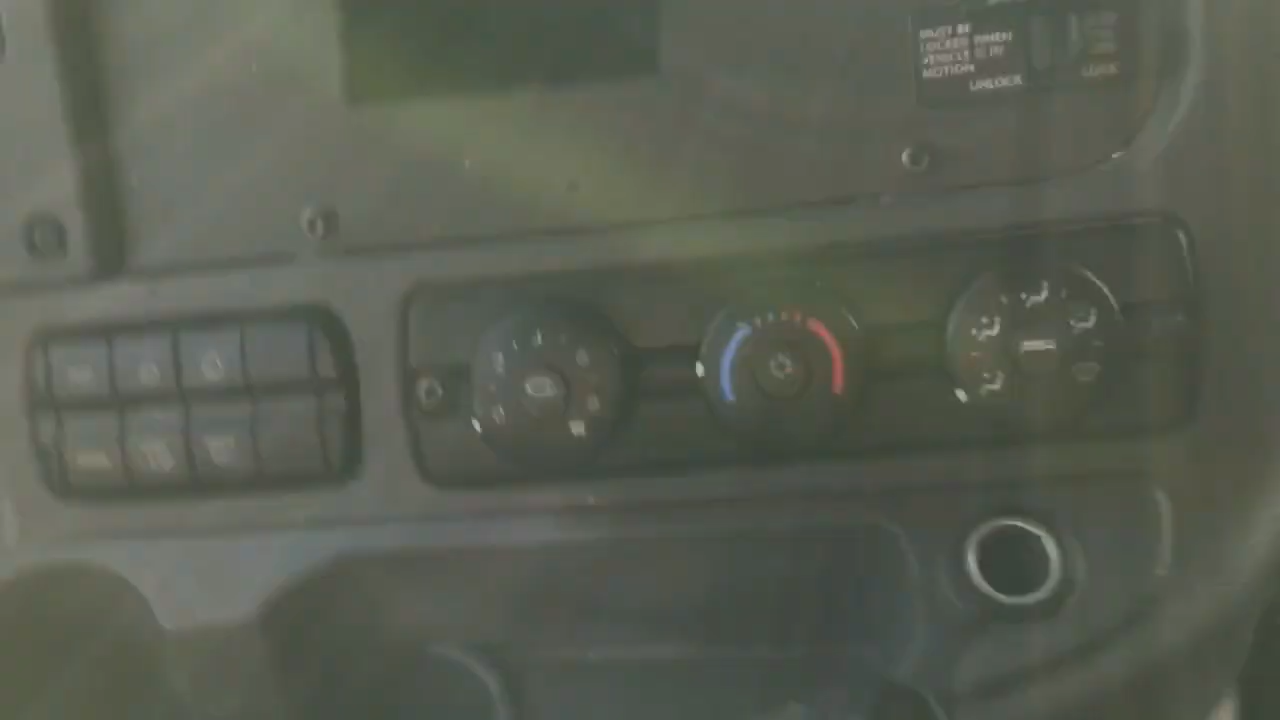 MUST BE
LOCKED WHEN
VEHICLE IS IN
MOTION
UNLOCK
LOCK